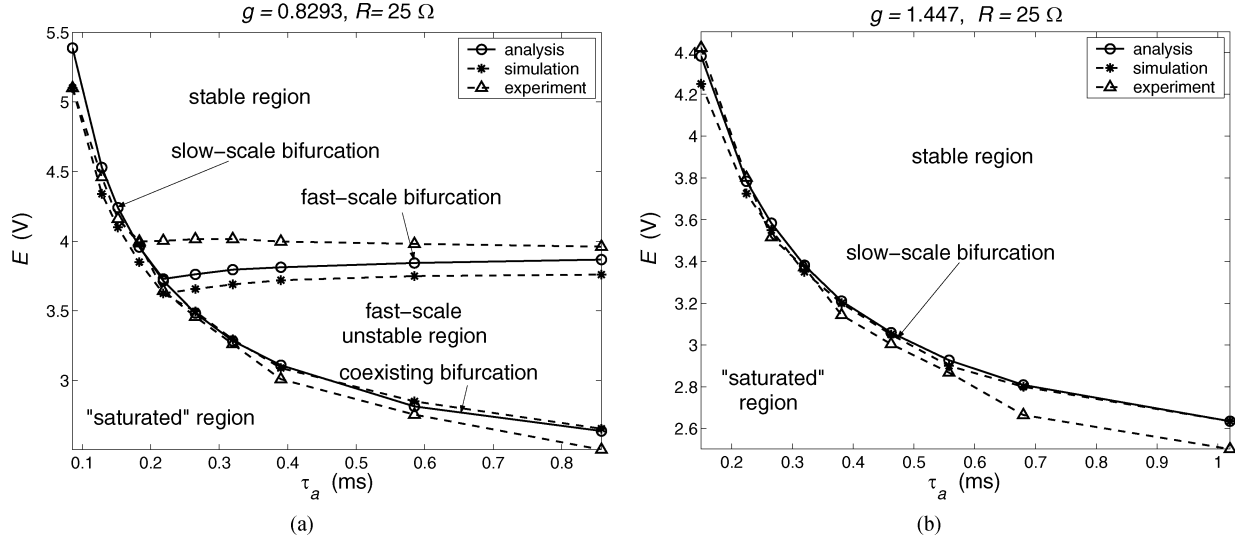 g = 0.8293, R= 25 Ω
5.5
5
4.5
4
3.5
3
E (V)
0.1 0.2 0.3 0.4 0.5 0.6 0.7 0.8
τa (ms)
analysis
simulation
experiment
stable region
slow-scale bifurcation
fast-scale bifurcation
fast-scale
unstable region
coexisting bifurcation
"saturated" region
(a)
g = 1.447, R = 25 Ω
4.4
4.2
4
3.8
3.6
3.4
3.2
3
2.8
2.6
E (V)
0.2 0.3 0.4 0.5 0.6 0.7 0.8 0.9 1
τa (ms)
analysis
simulation
experiment
stable region
slow-scale bifurcation
"saturated"
region
(b)